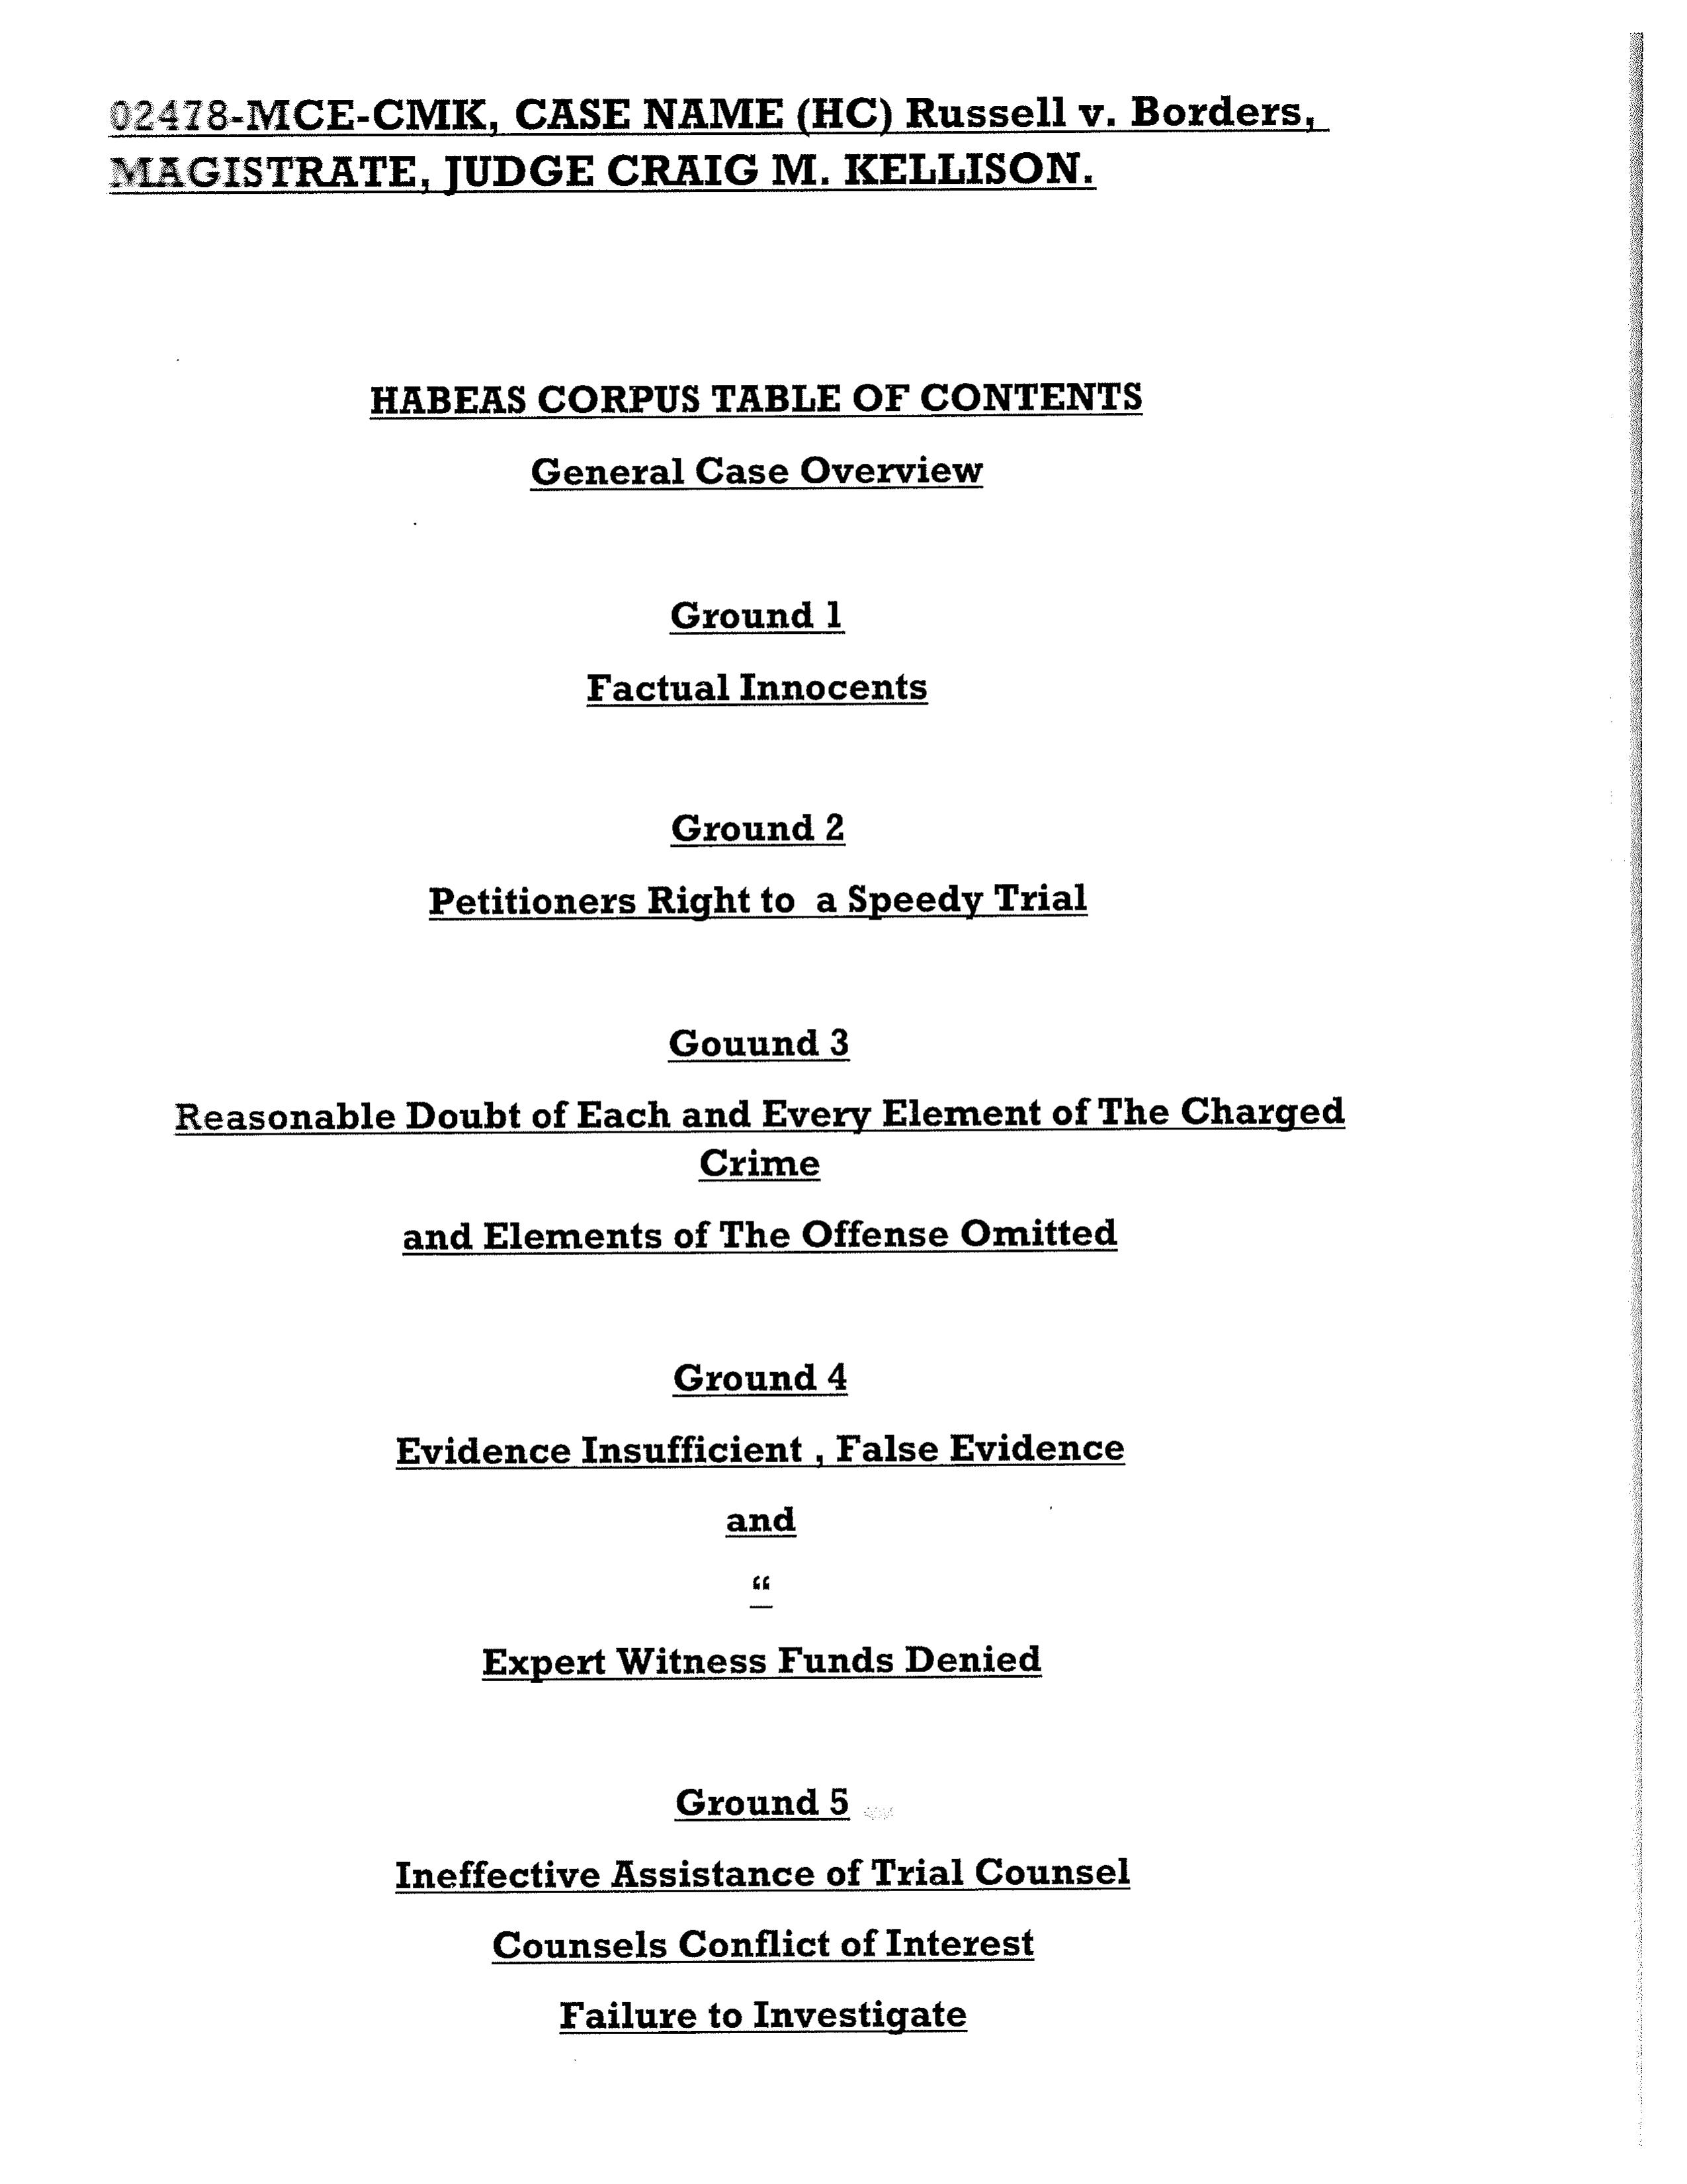 02478-MCE-CMK, CASE NAME (HC) Russell v. Borders,
MAGISTRATE, JUDGE CRAIG M. KELLISON.
HABEAS CORPUS TABLE OF CONTENTS
General Case Overview
Ground 1
Factual Innocents
Ground 2
Petitioners Right to a Speedy Trial
Gouund 3
Reasonable Doubt of Each and Every Element of The Charged
Crime
and Elements of The Offense Omitted
Ground 4
Evidence Insufficient , False Evidence
and
“
Expert Witness Funds Denied
Ground 5
Ineffective Assistance of Trial Counsel
Counsels Conflict of Interest
Failure to Investigate